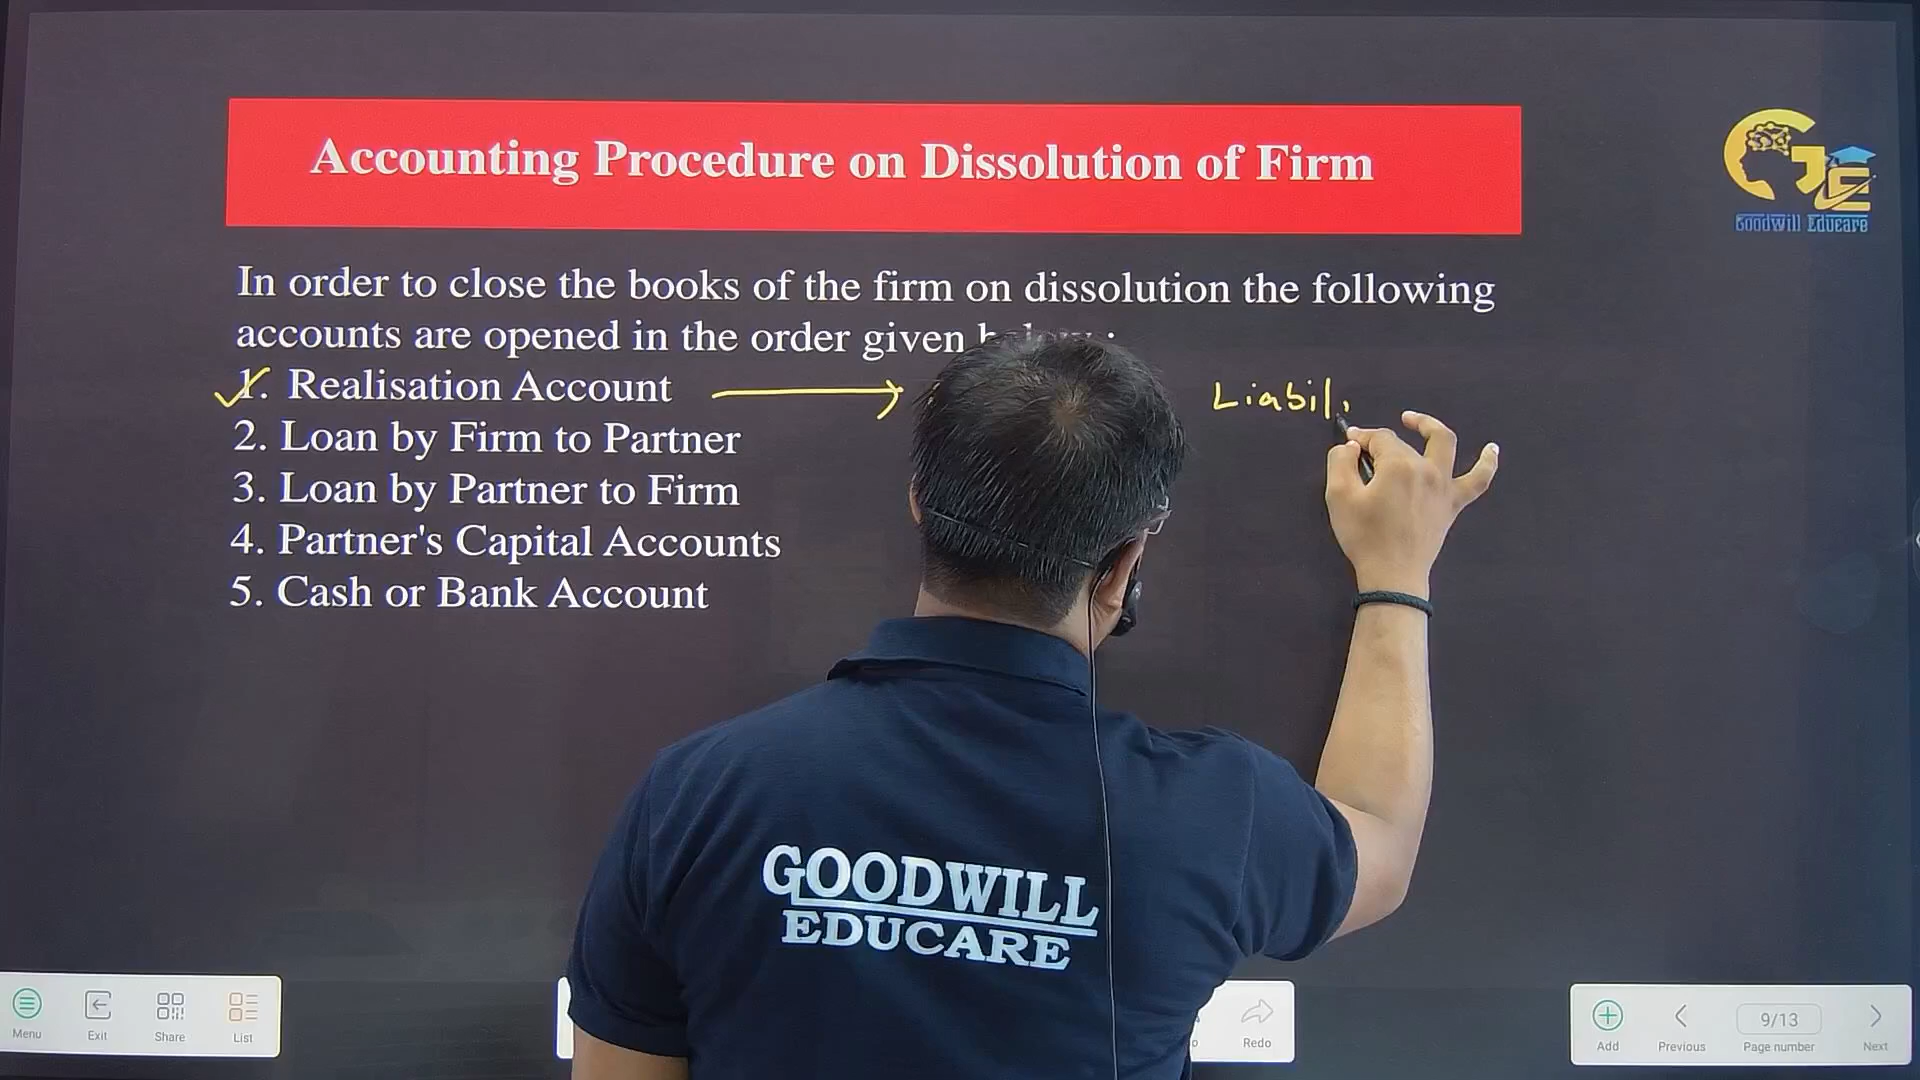 Accounting Procedure on Dissolution of Firm
Goodwill Educare
In order to close the books of the firm on dissolution the following
accounts are opened in the order given
1. Realisation Account
Liabili
2. Loan by Firm to Partner
3. Loan by Partner to Firm
4. Partner's Capital Accounts
5. Cash or Bank Account
GOODWILL
EDUCARE
Menu
Exit
Share
List
Redo
Add
Previous
9/13
Page number
Next